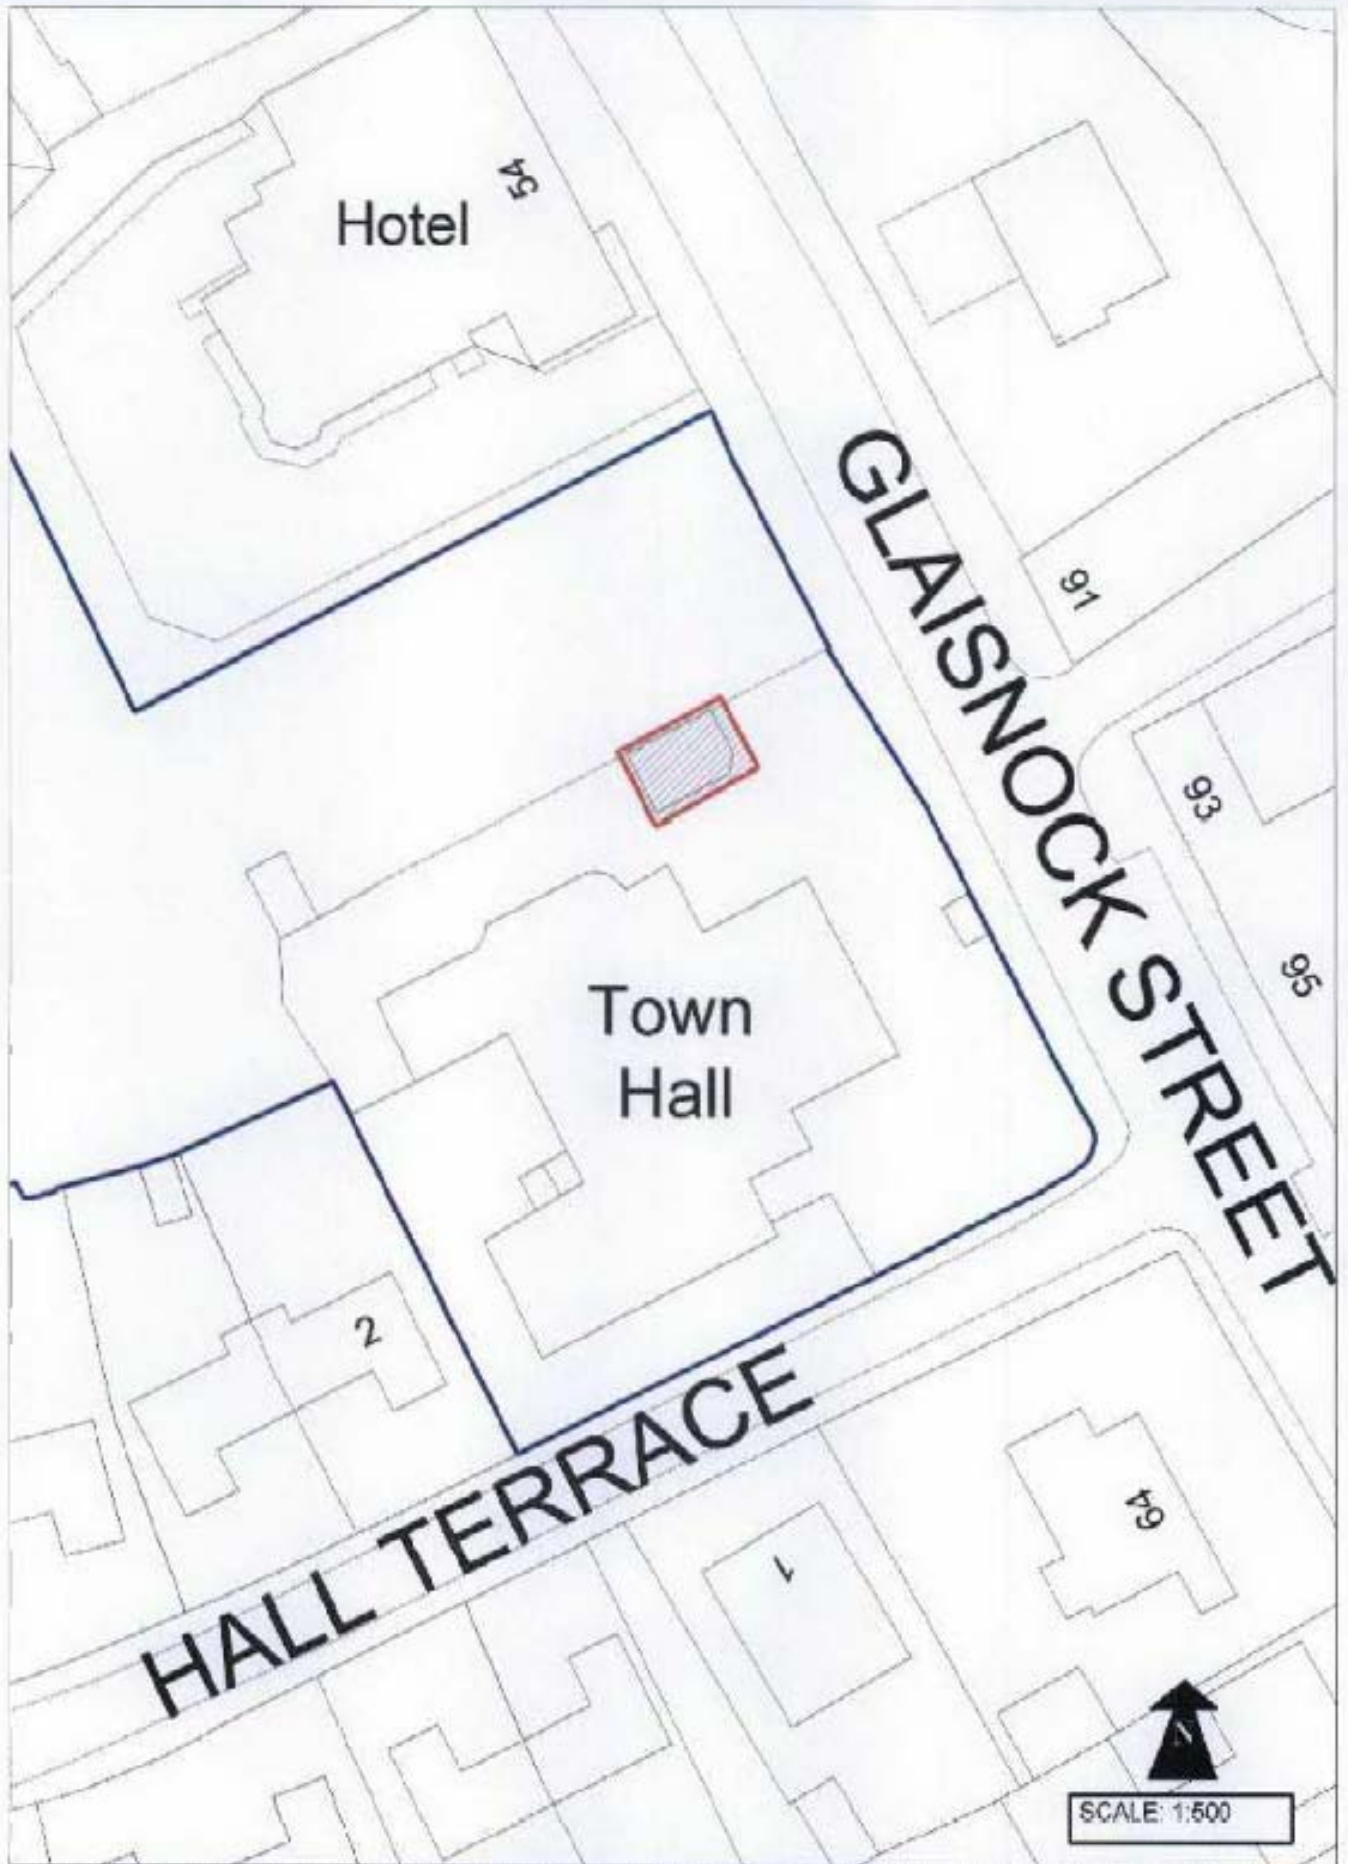 54
Hotel
GLAISNOCK STREET
91
93
95
Town
Hall
2
HALL TERRACE
64
1
N
SCALE: 1:500